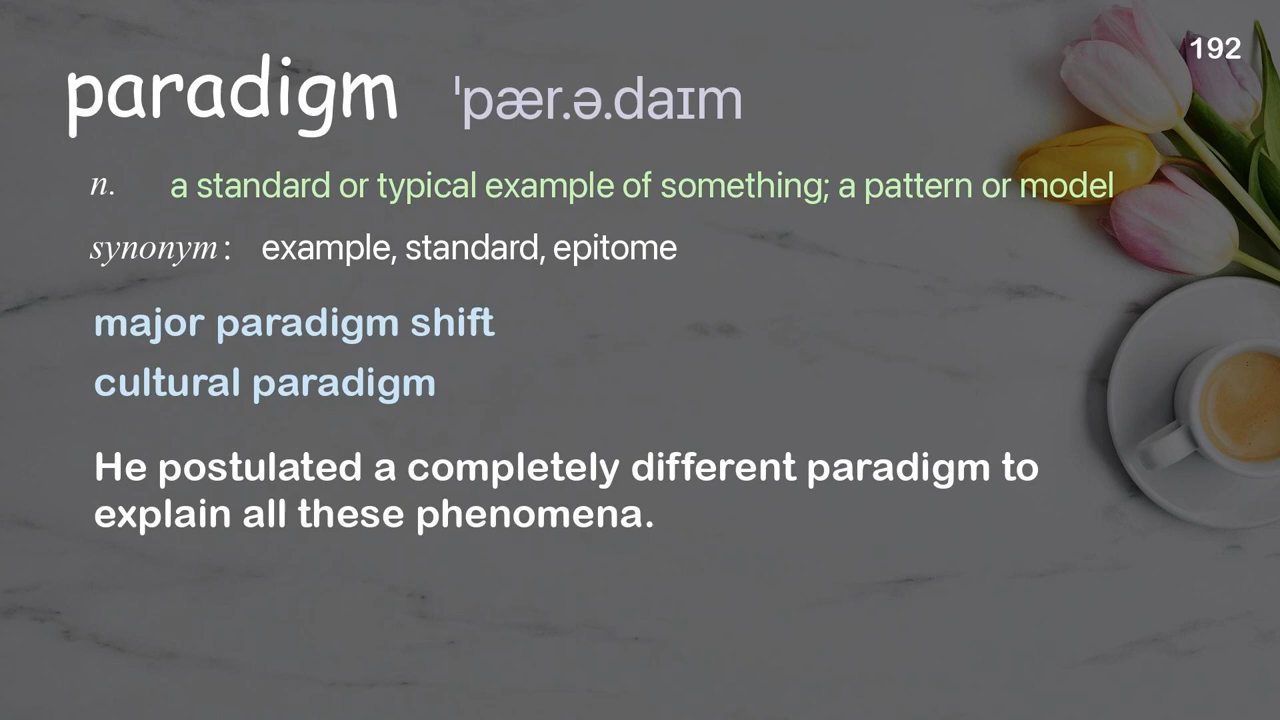 192
paradigm ˈpær.ə.daɪm
n. a standard or typical example of something; a pattern or model
synonym: example, standard, epitome
major paradigm shift
cultural paradigm
He postulated a completely different paradigm to
explain all these phenomena.